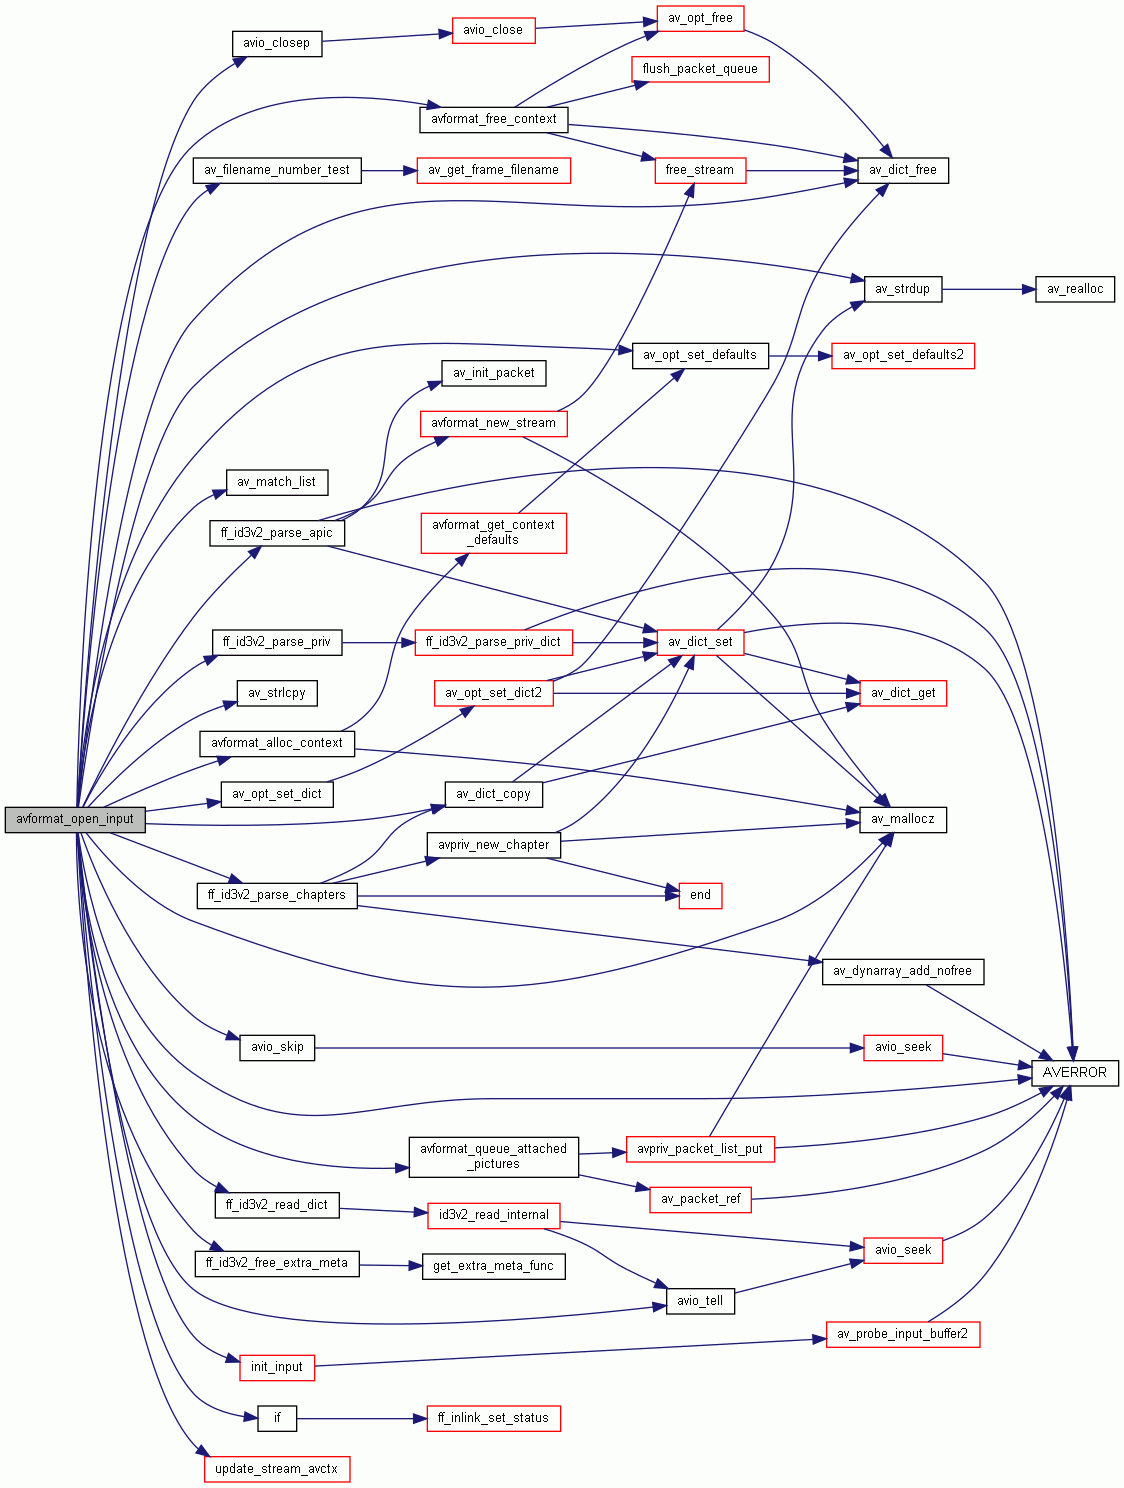 av_opt_free
avio_close
avio_closep
flush_packet_queue
avformat_free_context
av_filename_number_test
av_get_frame_filename
free_stream
av_dict_free
av_strdup
av_realloc
av_opt_set_defaults
av_opt_set_defaults2
av_init_packet
avformat_new_stream
av_match_list
ff_id3v2_parse_apic
avformat_get_context
_defaults
ff_id3v2_parse_priv
ff_id3v2_parse_priv_dict
av_dict_set
av_strlcpy
av_opt_set_dict2
av_dict_get
avformat_alloc_context
av_opt_set_dict
av_dict_copy
avformat_open_input
av_mallocz
avpriv_new_chapter
ff_id3v2_parse_chapters
end
av_dynarray_add_nofree
avio_skip
avio_seek
AVERROR
avformat_queue_attached
_pictures
avpriv_packet_list_put
av_packet_ref
ff_id3v2_read_dict
id3v2_read_internal
avio_seek
ff_id3v2_free_extra_meta
get_extra_meta_func
avio_tell
av_probe_input_buffer2
init_input
if
ff_inlink_set_status
update_stream_avctx